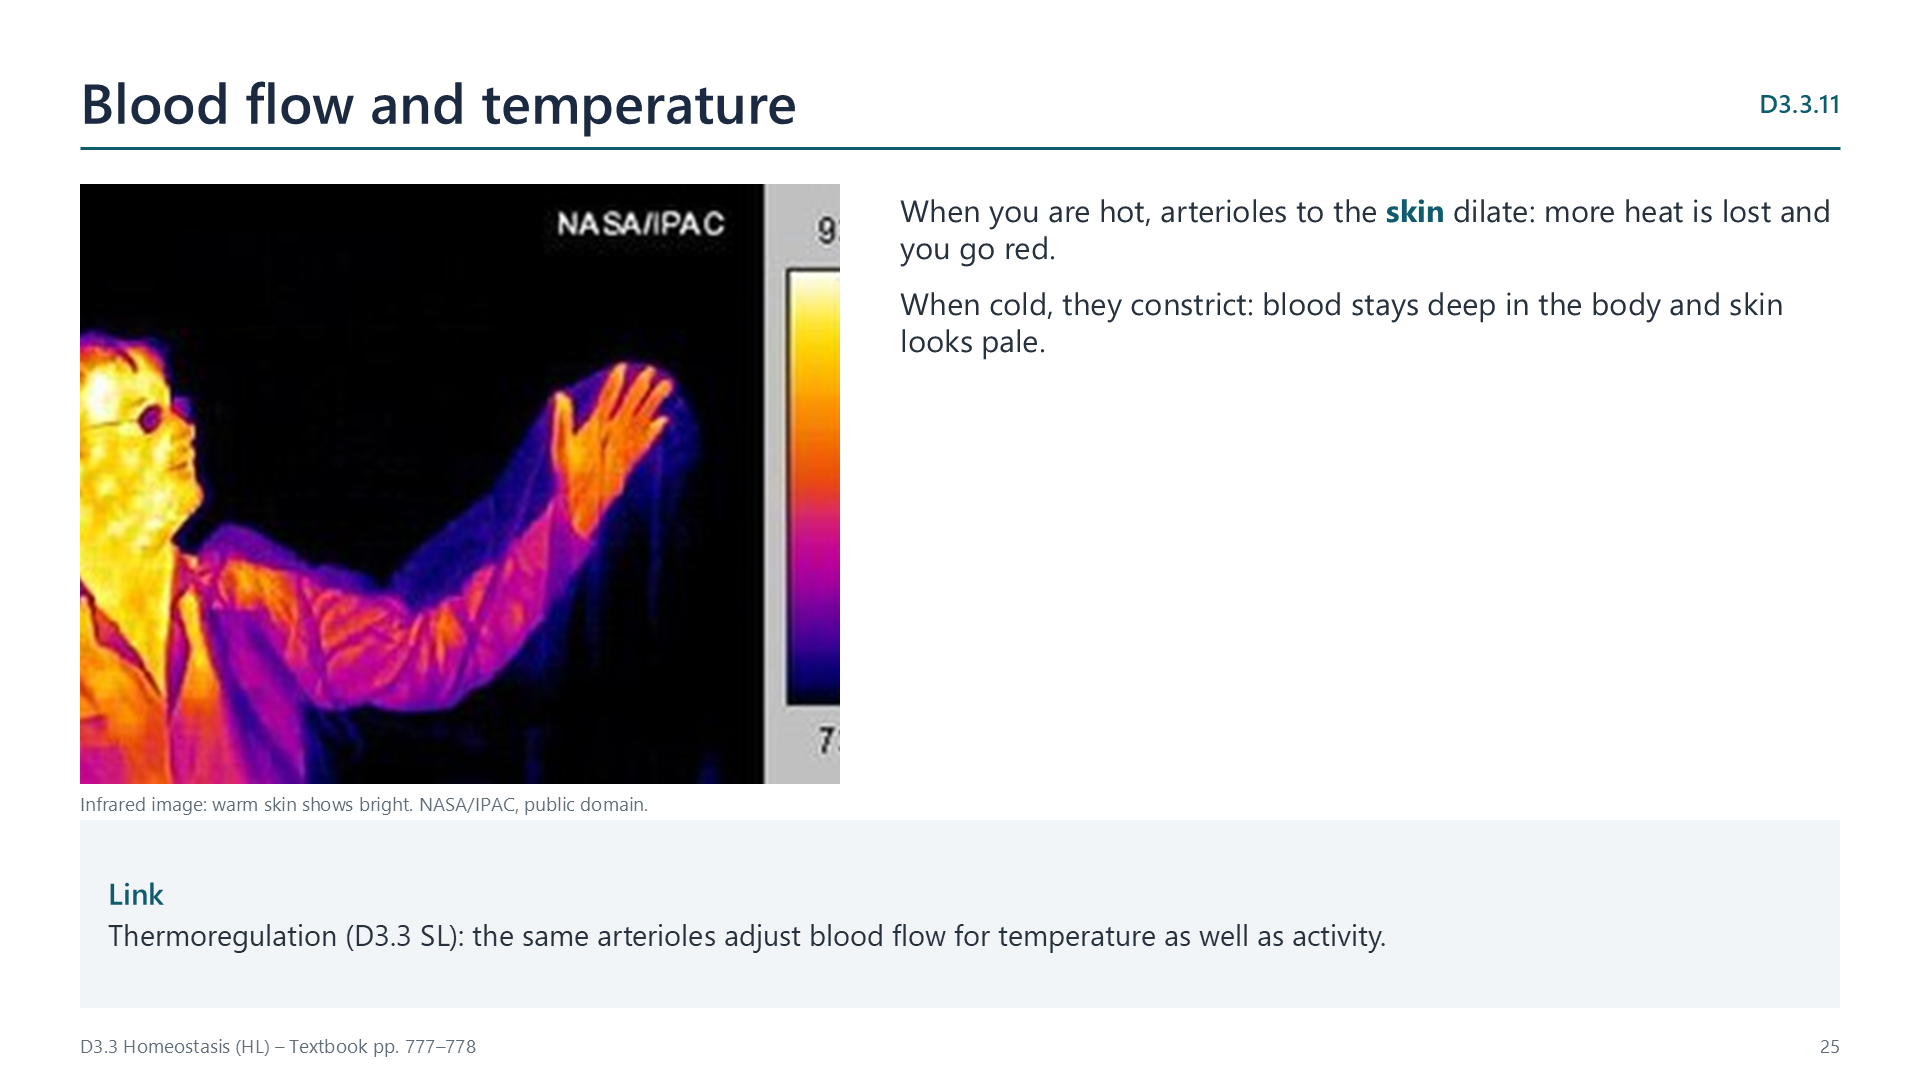 Blood flow and temperature
D3.3.11
NASA/IPAC
When you are hot, arterioles to the skin dilate: more heat is lost and
you go red.
When cold, they constrict: blood stays deep in the body and skin
looks pale.
Infrared image: warm skin shows bright. NASA/IPAC, public domain.
Link
Thermoregulation (D3.3 SL): the same arterioles adjust blood flow for temperature as well as activity.
D3.3 Homeostasis (HL) – Textbook pp. 777–778
25